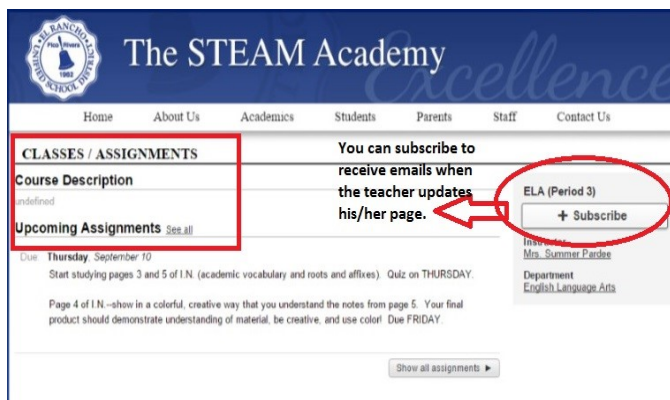 EL RANCHO
UNIFIED SCHOOL DISTRICT
Pico Rivera
1962
The STEAM Academy
Excellence
Home About Us Academics Students Parents Staff Contact Us
CLASSES / ASSIGNMENTS
Course Description
undefined
Upcoming Assignments See all
You can subscribe to
receive emails when
the teacher updates
his/her page.
ELA (Period 3)
+ Subscribe
Instructor
Mrs. Summer Pardee
Department
English Language Arts
Due: Thursday, September 10
Start studying pages 3 and 5 of I.N. (academic vocabulary and roots and affixes). Quiz on THURSDAY.
Page 4 of I.N.--show in a colorful, creative way that you understand the notes from page 5. Your final
product should demonstrate understanding of material, be creative, and use color! Due FRIDAY.
Show all assignments ►